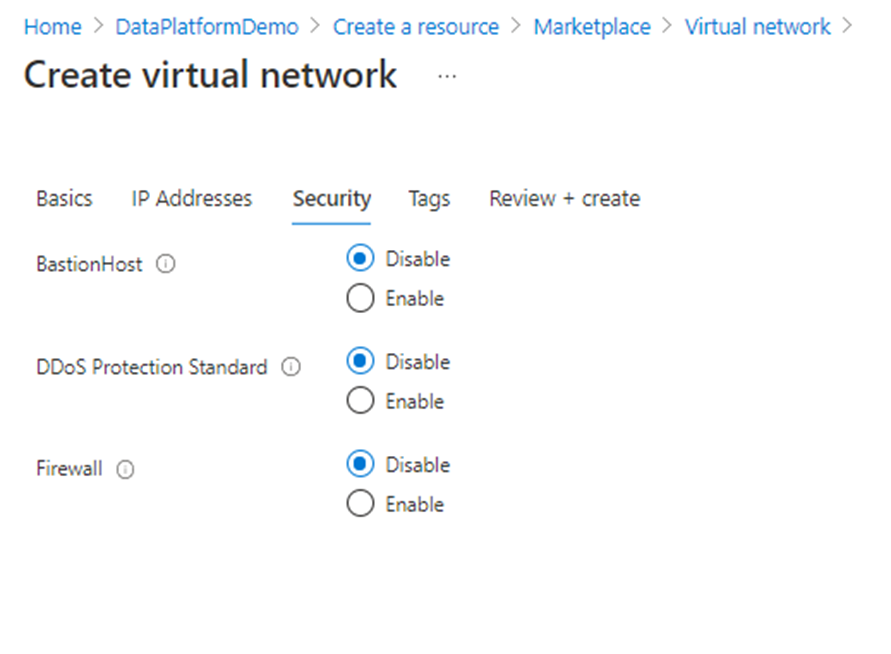 Home > DataPlatformDemo > Create a resource > Marketplace > Virtual network >
Create virtual network ...
Basics IP Addresses Security Tags Review + create
BastionHost Disable
Enable
DDoS Protection Standard Disable
Enable
Firewall Disable
Enable